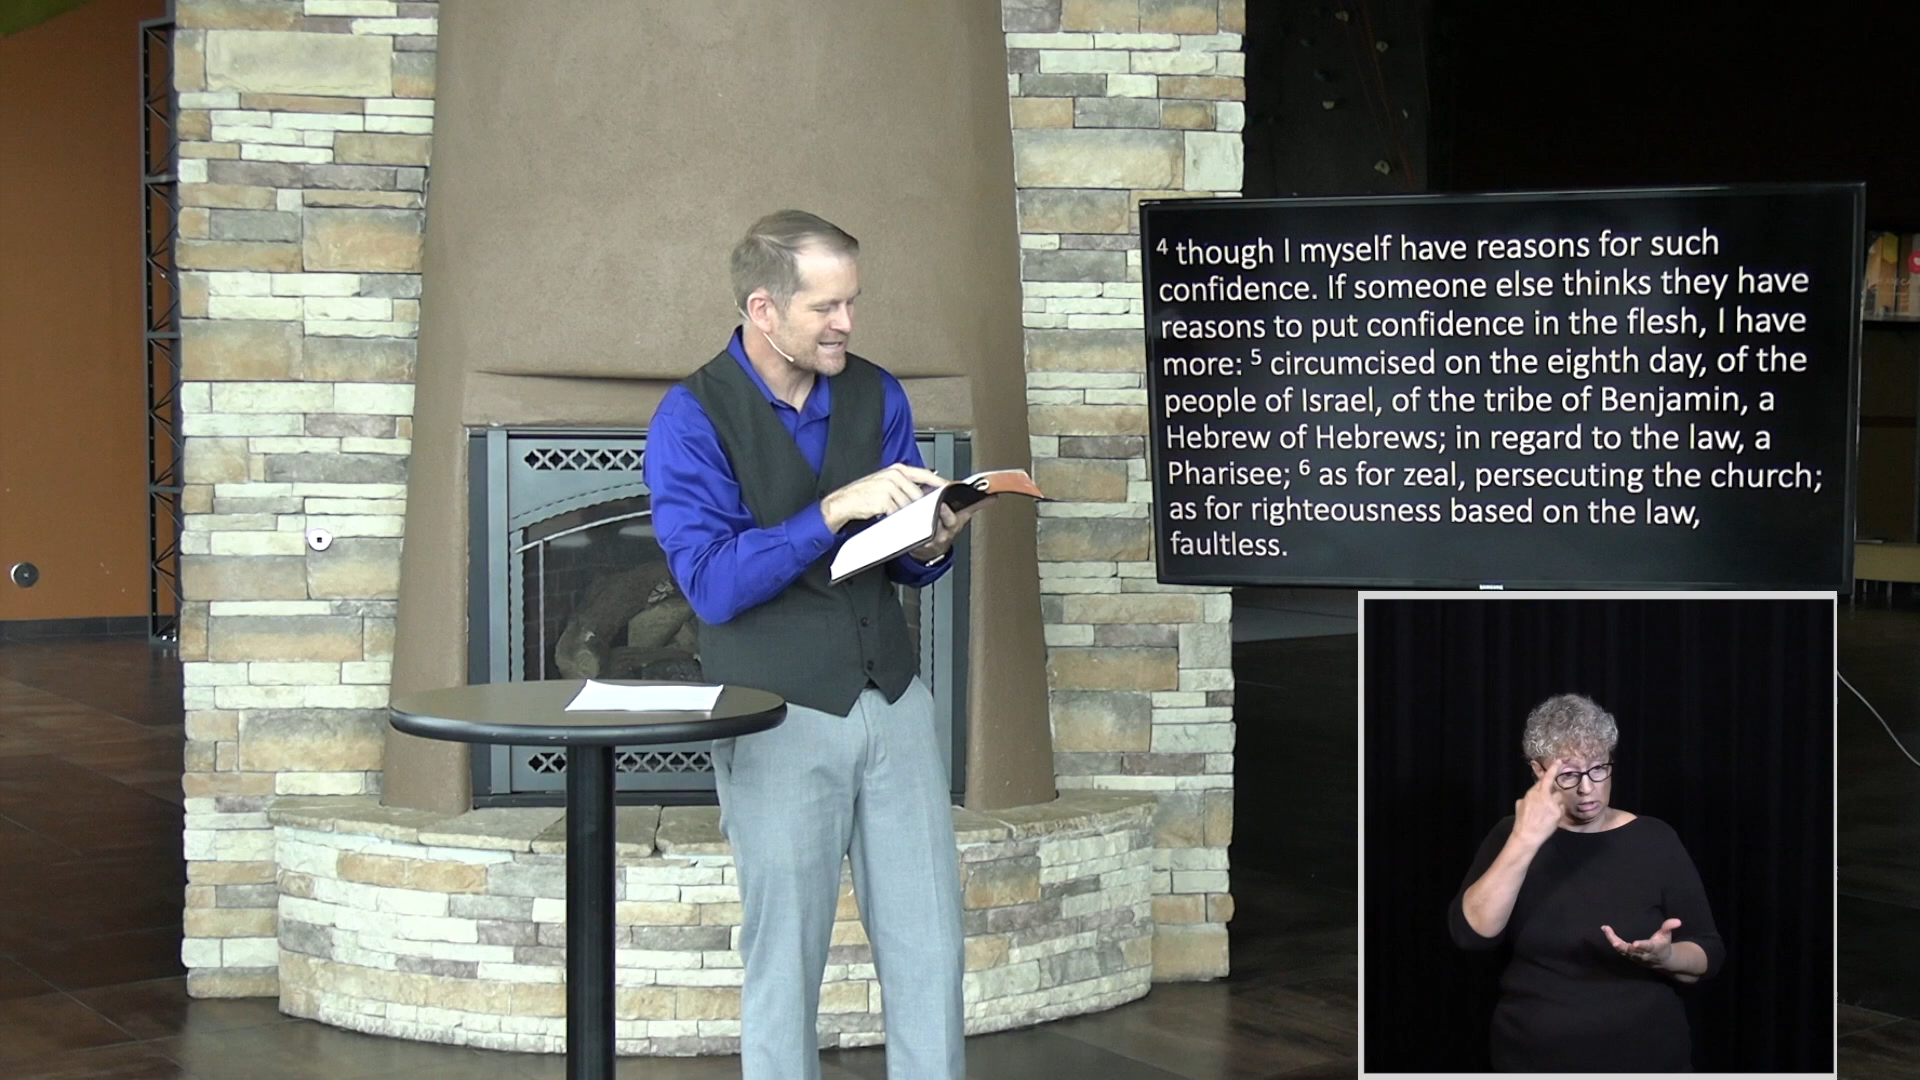 4 though I myself have reasons for such
confidence. If someone else thinks they have
reasons to put confidence in the flesh, I have
more: 5 circumcised on the eighth day, of the
people of Israel, of the tribe of Benjamin, a
Hebrew of Hebrews; in regard to the law, a
Pharisee; 6 as for zeal, persecuting the church;
as for righteousness based on the law,
faultless.